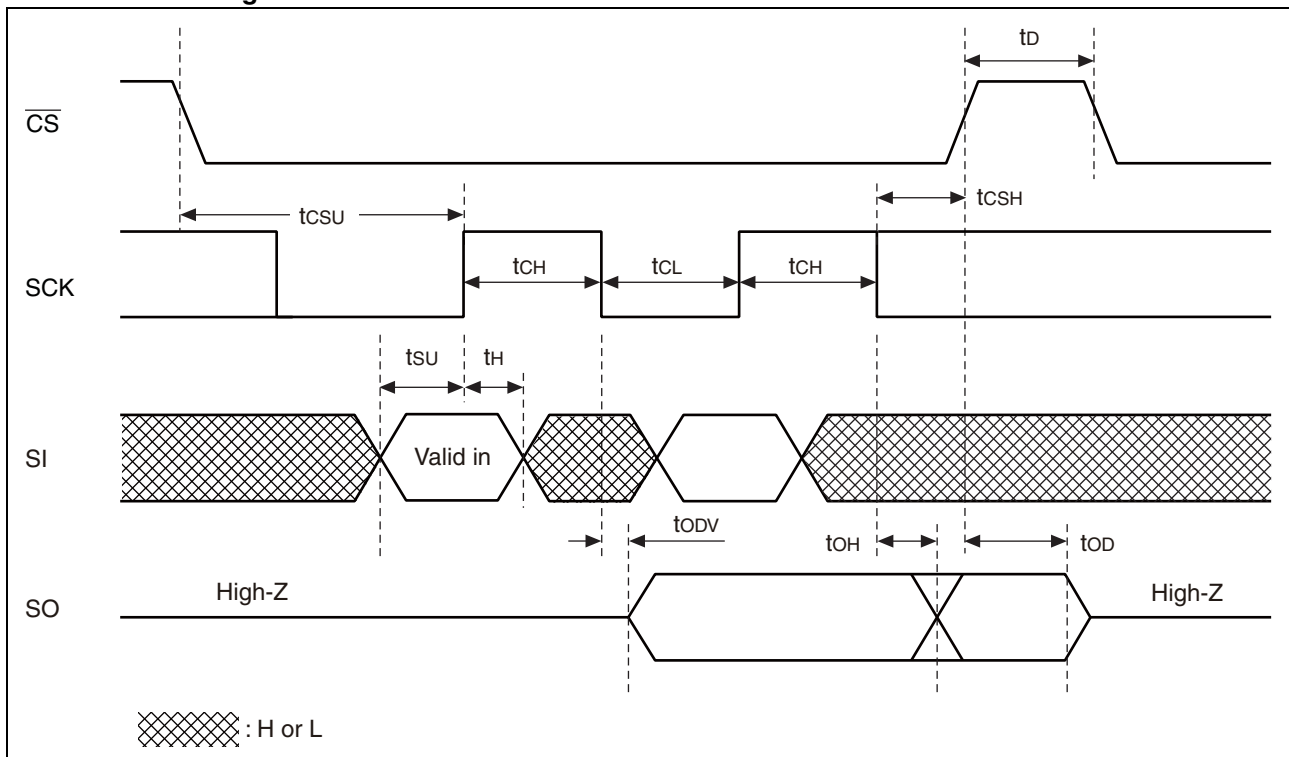 tD
CS
tCSU
tCSH
SCK
tCH
tCL
tCH
tSU
tH
SI
Valid in
tODV
tOH
tOD
High-Z
High-Z
SO
: H or L